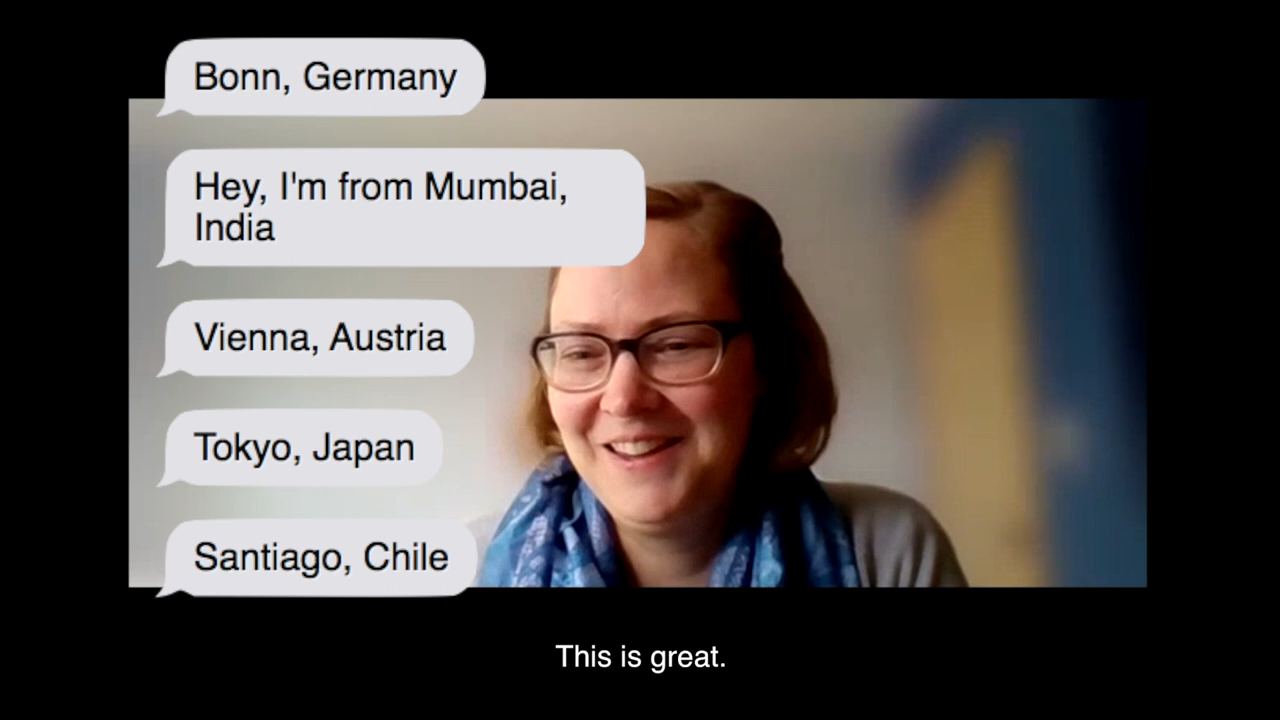 Bonn, Germany
Hey, I'm from Mumbai,
India
Vienna, Austria
Tokyo, Japan
Santiago, Chile
This is great.